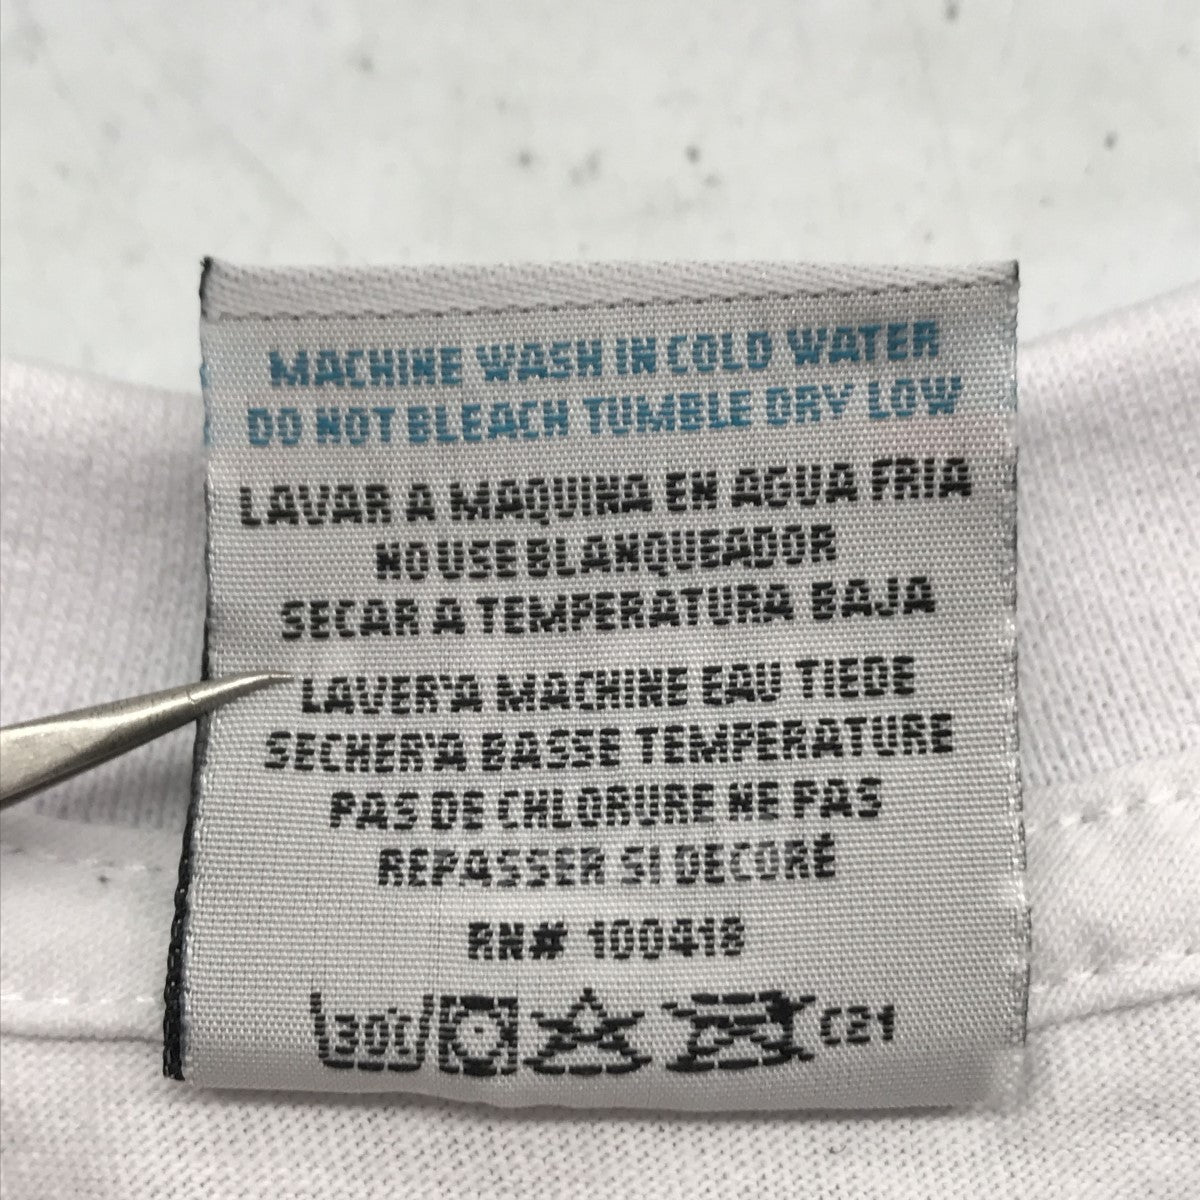 MACHINE WASH IN COLD WATER
DO NOT BLEACH TUMBLE DRY LOW
LAVAR A MAQUINA EN AGUA FRIA
NO USE BLANQUEADOR
SECAR A TEMPERATURA BAJA
LAVER'A MACHINE EAU TIEDE
SECHER'A BASSE TEMPERATURE
PAS DE CHLORURE NE PAS
REPASSER SI DECORÉ
RN# 100418
30C C21